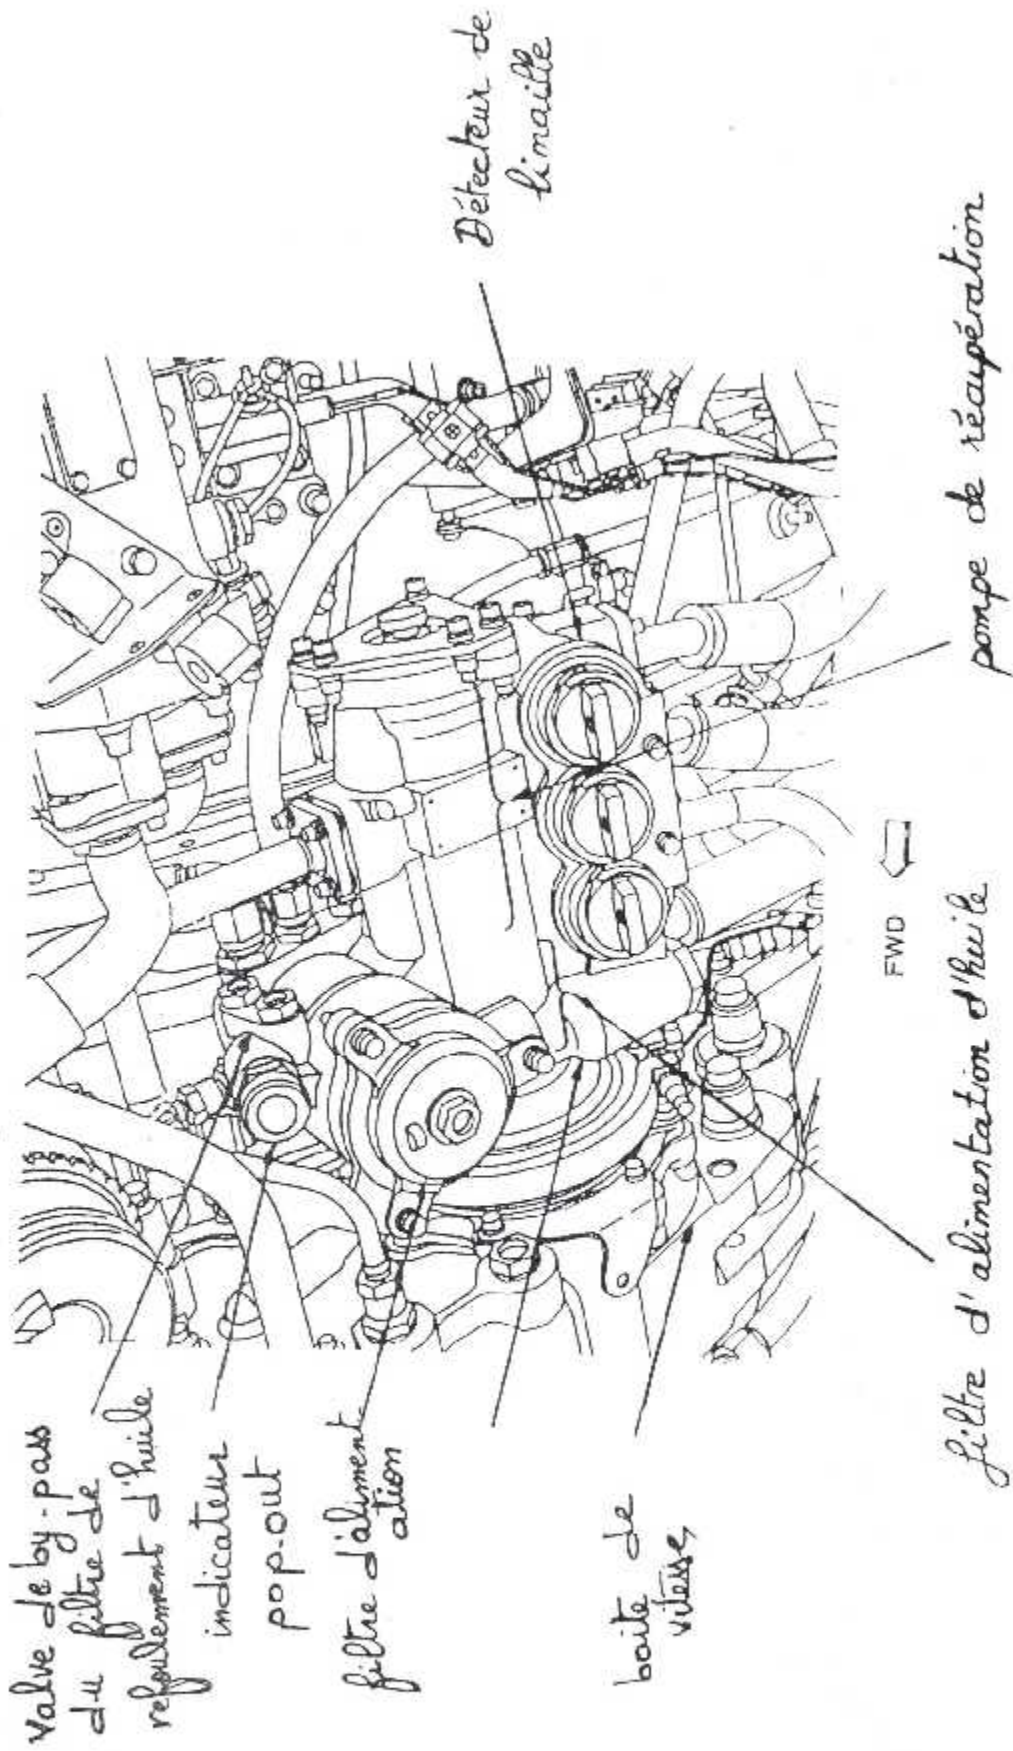 Valve de by-pass
du filtre de
refoulement d'huile
indicateur
pop-out
filtre d'aliment-
ation
boite de
vitesse
Détecteur de
limaille
pompe de récupération
FWD
filtre d'alimentation d'huile